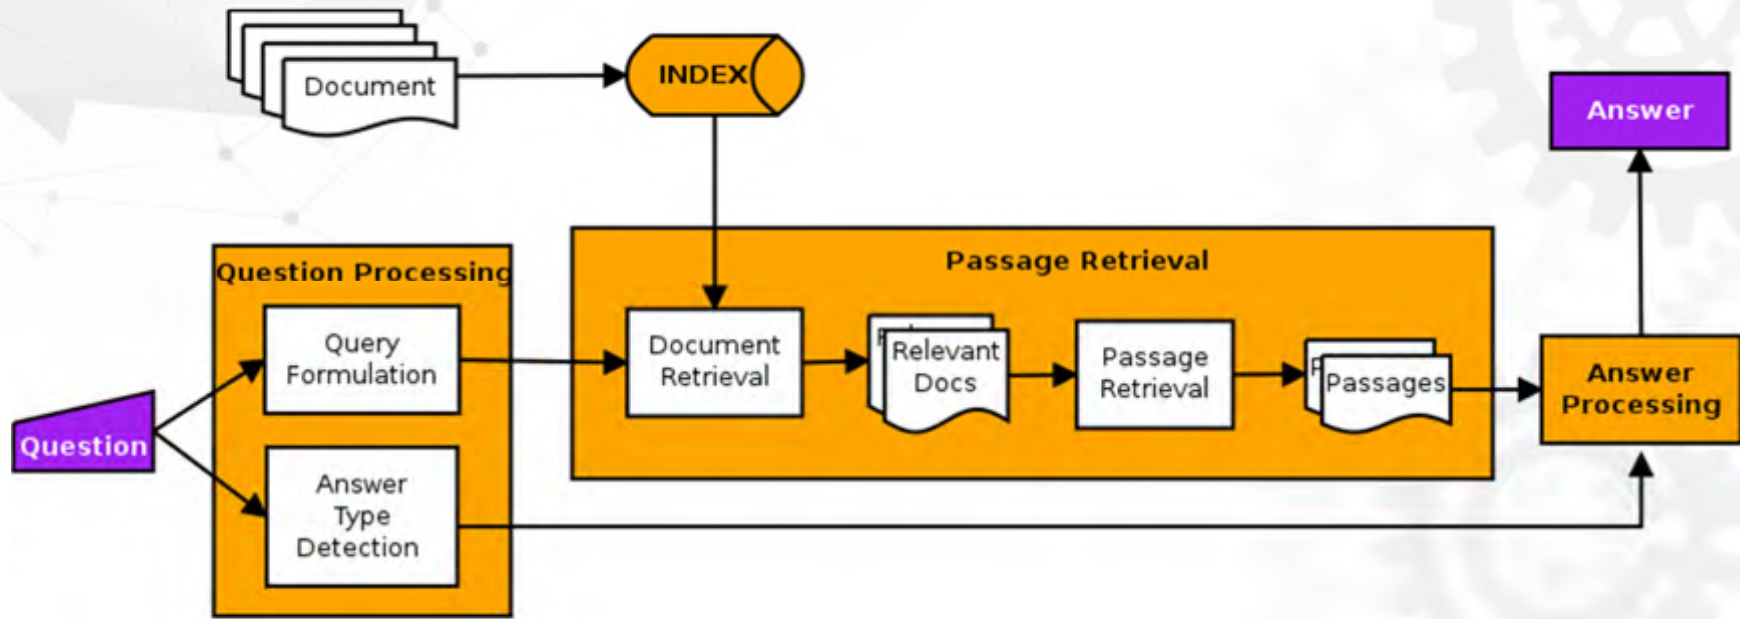 Document
INDEX
Answer
Question Processing
Passage Retrieval
Query
Formulation
Document
Retrieval
Relevant
Docs
Passage
Retrieval
Passages
Answer
Processing
Question
Answer
Type
Detection